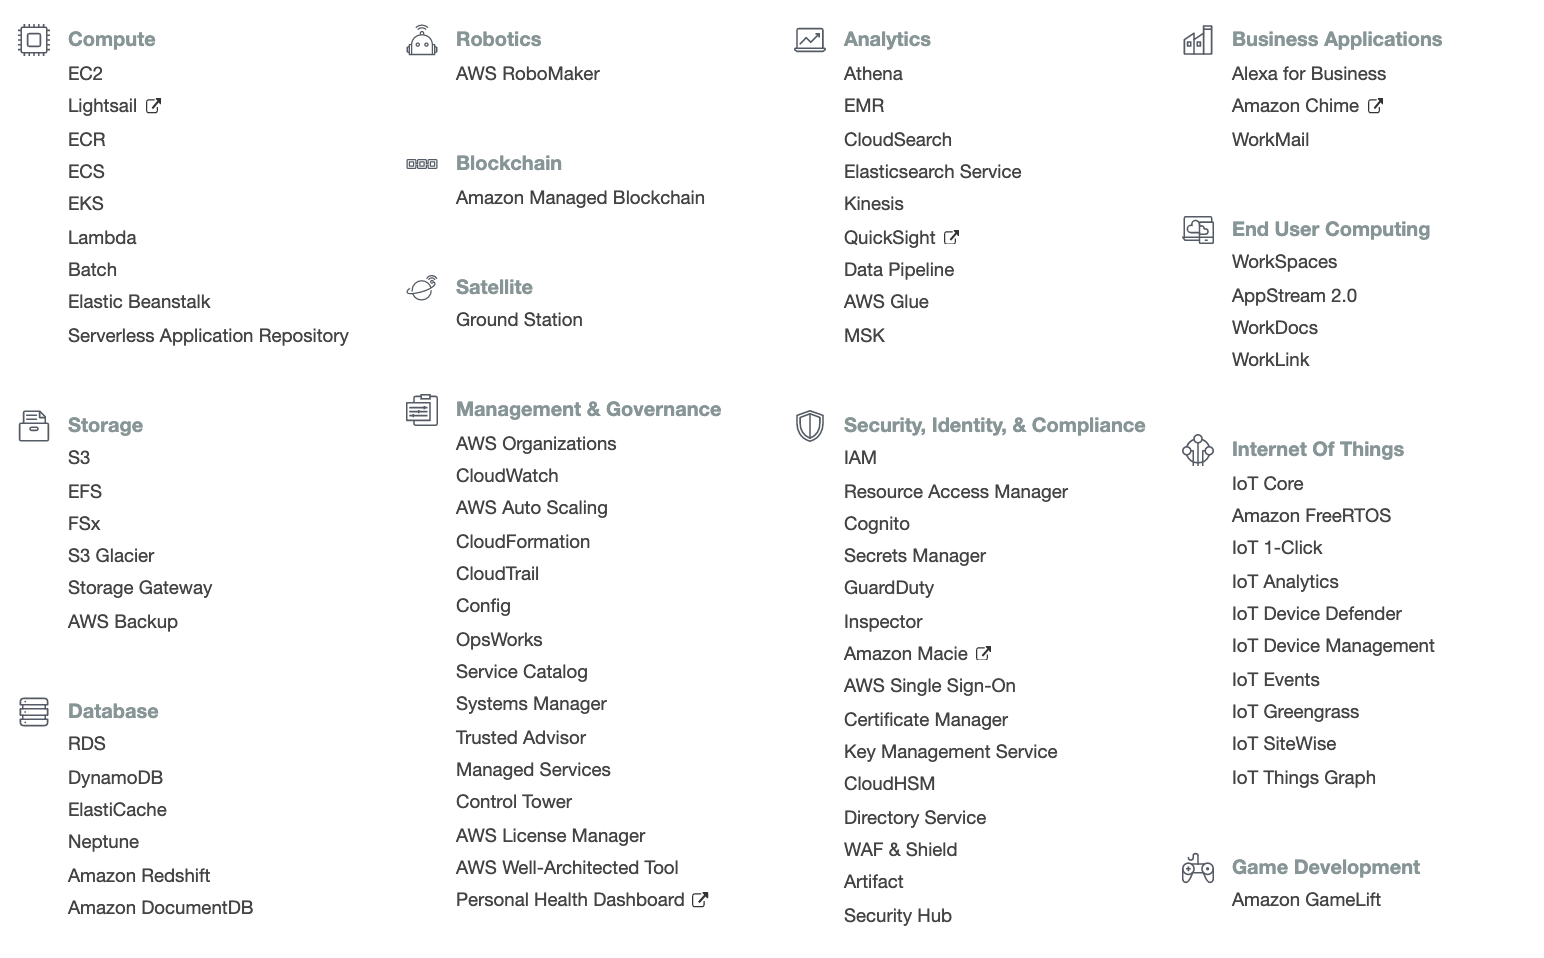 Compute
EC2
Lightsail
ECR
ECS
EKS
Lambda
Batch
Elastic Beanstalk
Serverless Application Repository
Storage
S3
EFS
FSx
S3 Glacier
Storage Gateway
AWS Backup
Database
RDS
DynamoDB
ElastiCache
Neptune
Amazon Redshift
Amazon DocumentDB
Robotics
AWS RoboMaker
Blockchain
Amazon Managed Blockchain
Satellite
Ground Station
Management & Governance
AWS Organizations
CloudWatch
AWS Auto Scaling
CloudFormation
CloudTrail
Config
OpsWorks
Service Catalog
Systems Manager
Trusted Advisor
Managed Services
Control Tower
AWS License Manager
AWS Well-Architected Tool
Personal Health Dashboard
Analytics
Athena
EMR
CloudSearch
Elasticsearch Service
Kinesis
QuickSight
Data Pipeline
AWS Glue
MSK
Security, Identity, & Compliance
IAM
Resource Access Manager
Cognito
Secrets Manager
GuardDuty
Inspector
Amazon Macie
AWS Single Sign-On
Certificate Manager
Key Management Service
CloudHSM
Directory Service
WAF & Shield
Artifact
Security Hub
Business Applications
Alexa for Business
Amazon Chime
WorkMail
End User Computing
WorkSpaces
AppStream 2.0
WorkDocs
WorkLink
Internet Of Things
IoT Core
Amazon FreeRTOS
IoT 1-Click
IoT Analytics
IoT Device Defender
IoT Device Management
IoT Events
IoT Greengrass
IoT SiteWise
IoT Things Graph
Game Development
Amazon GameLift